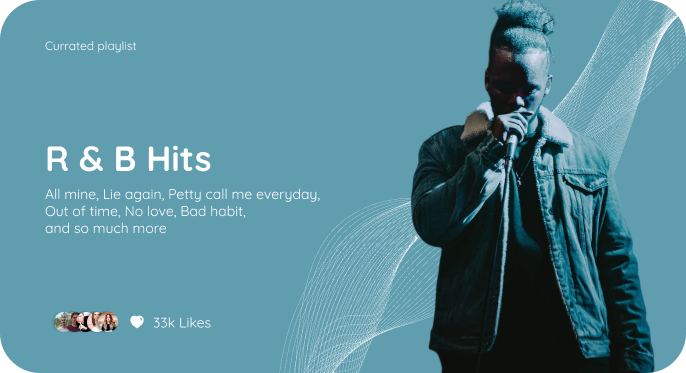 Currated playlist
R & B Hits
All mine, Lie again, Petty call me everyday,
Out of time, No love, Bad habit,
and so much more
33k Likes